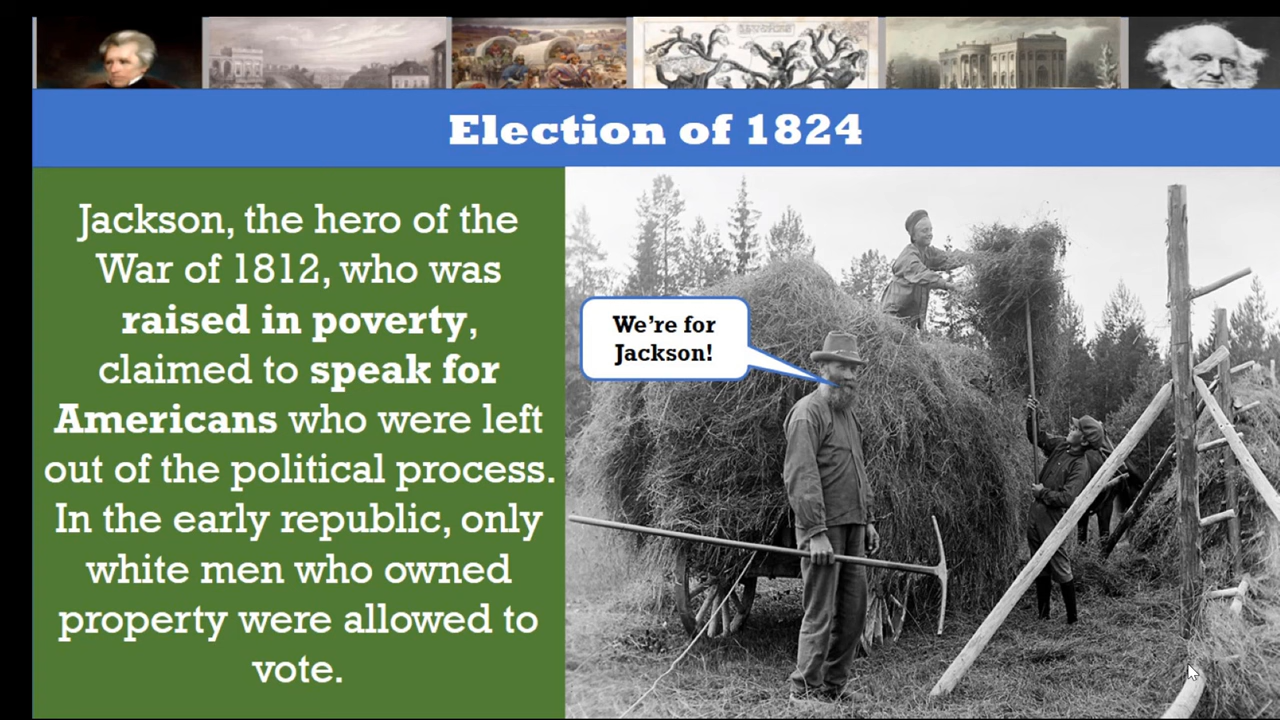 Election of 1824
Jackson, the hero of the
War of 1812, who was
raised in poverty,
claimed to speak for
Americans who were left
out of the political process.
In the early republic, only
white men who owned
property were allowed to
vote.
We're for
Jackson!